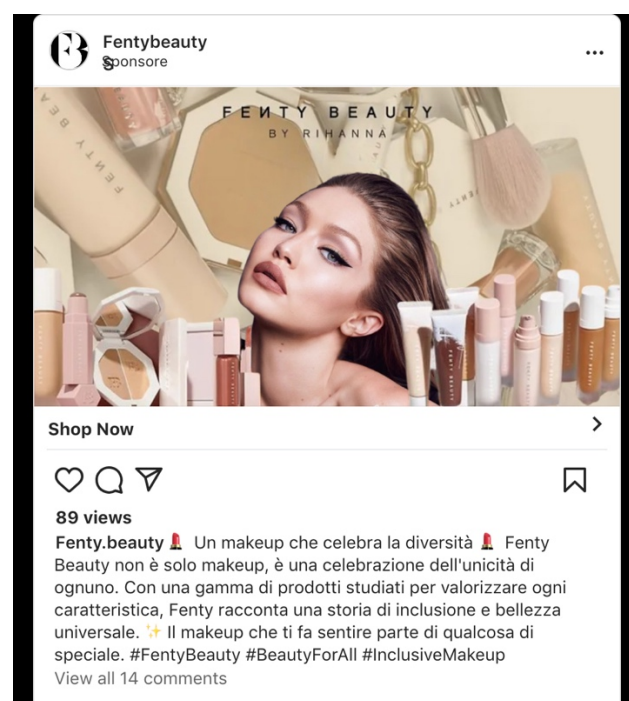 Fentybeauty
Sponsore
FENTY BEAUTY
BY RIHANNA
Shop Now
89 views
Fenty.beauty💄 Un makeup che celebra la diversità 💄 Fenty
Beauty non è solo makeup, è una celebrazione dell'unicità di
ognuno. Con una gamma di prodotti studiati per valorizzare ogni
caratteristica, Fenty racconta una storia di inclusione e bellezza
universale. ✨ Il makeup che ti fa sentire parte di qualcosa di
speciale. #FentyBeauty #BeautyForAll #InclusiveMakeup
View all 14 comments